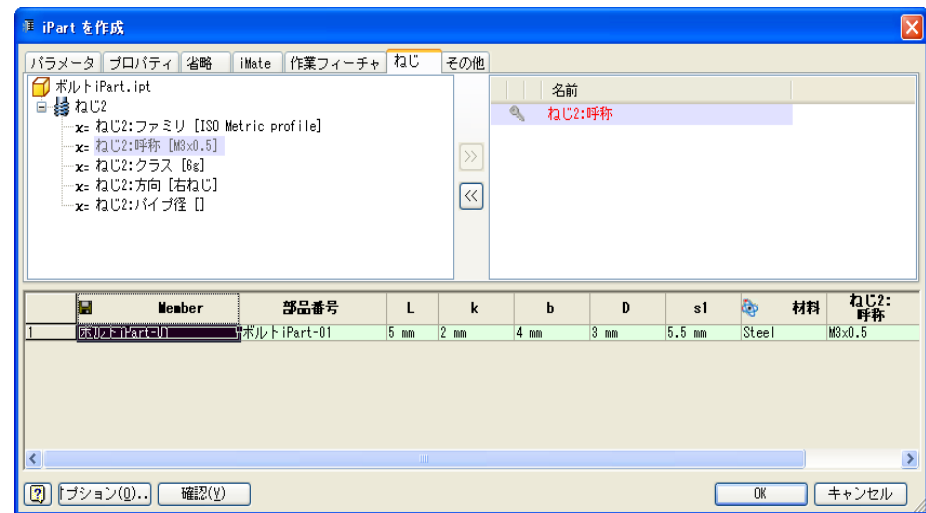 iPart を作成
パラメータ プロパティ 省略 iMate 作業フィーチャ ねじ その他
ボルトiPart.ipt
ねじ2
x= ねじ2:ファミリ [ISO Metric profile]
x= ねじ2:呼称 [M3x0.5]
x= ねじ2:クラス [6g]
x= ねじ2:方向 [右ねじ]
x= ねじ2:パイプ径 []
>>
<<
名前
ねじ2:呼称
Member 部品番号 L k b D s1 材料 ねじ2:
呼称
1 ボルトiPart-01 ボルトiPart-01 5 mm 2 mm 4 mm 3 mm 5.5 mm Steel M3x0.5
プション(O)..) 確認(V) OK キャンセル